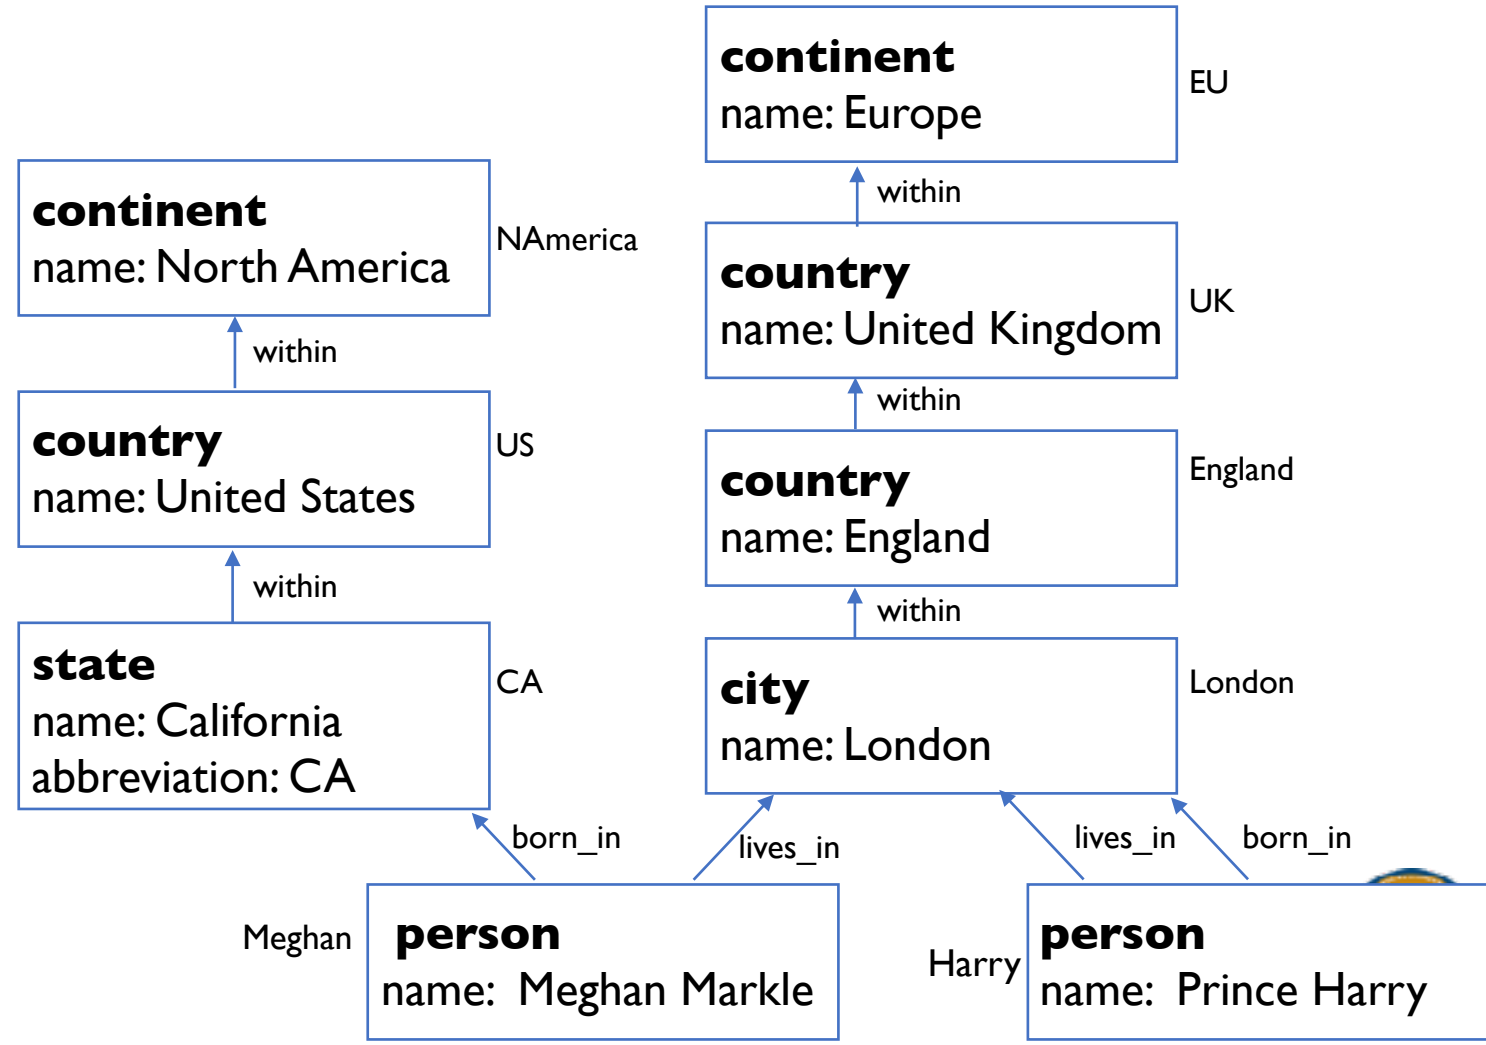 continent
name: Europe
EU
within
continent
name: North America
NAmerica
country
name: United Kingdom
UK
within
within
country
name: United States
US
country
name: England
England
within
within
state
name: California
abbreviation: CA
CA
city
name: London
London
born_in
lives_in
lives_in
born_in
Meghan
person
name: Meghan Markle
Harry
person
name: Prince Harry